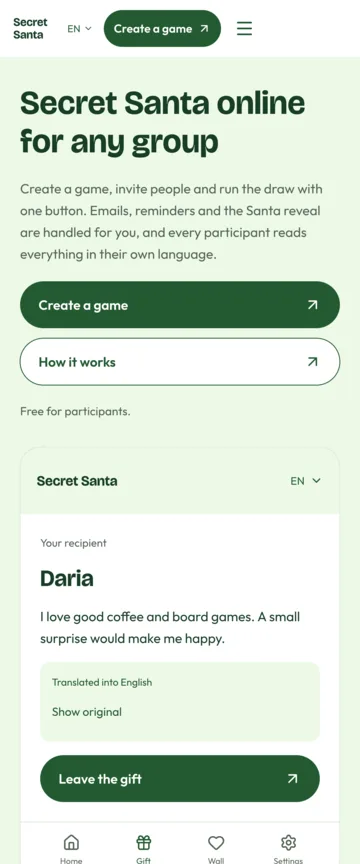 Secret
Santa
EN
Create a game
Secret Santa online
for any group
Create a game, invite people and run the draw with
one button. Emails, reminders and the Santa reveal
are handled for you, and every participant reads
everything in their own language.
Create a game
How it works
Free for participants.
Secret Santa
EN
Your recipient
Daria
I love good coffee and board games. A small
surprise would make me happy.
Translated into English
Show original
Leave the gift
Home
Gift
Wall
Settings